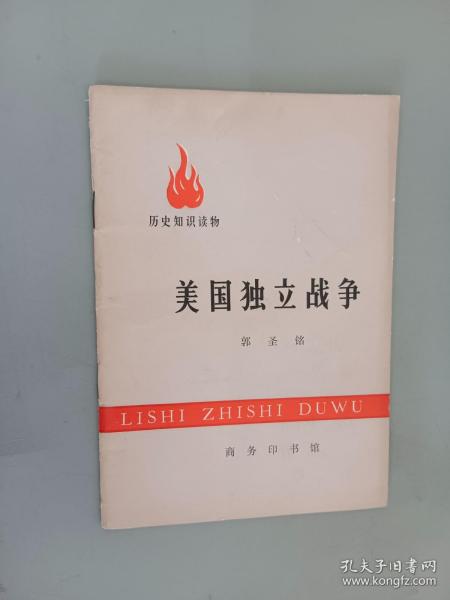 历史知识读物
美国独立战争
郭圣铭
LISHI ZHISHI DUWU
商务印书馆
孔夫子旧书网
www.kongfz.com